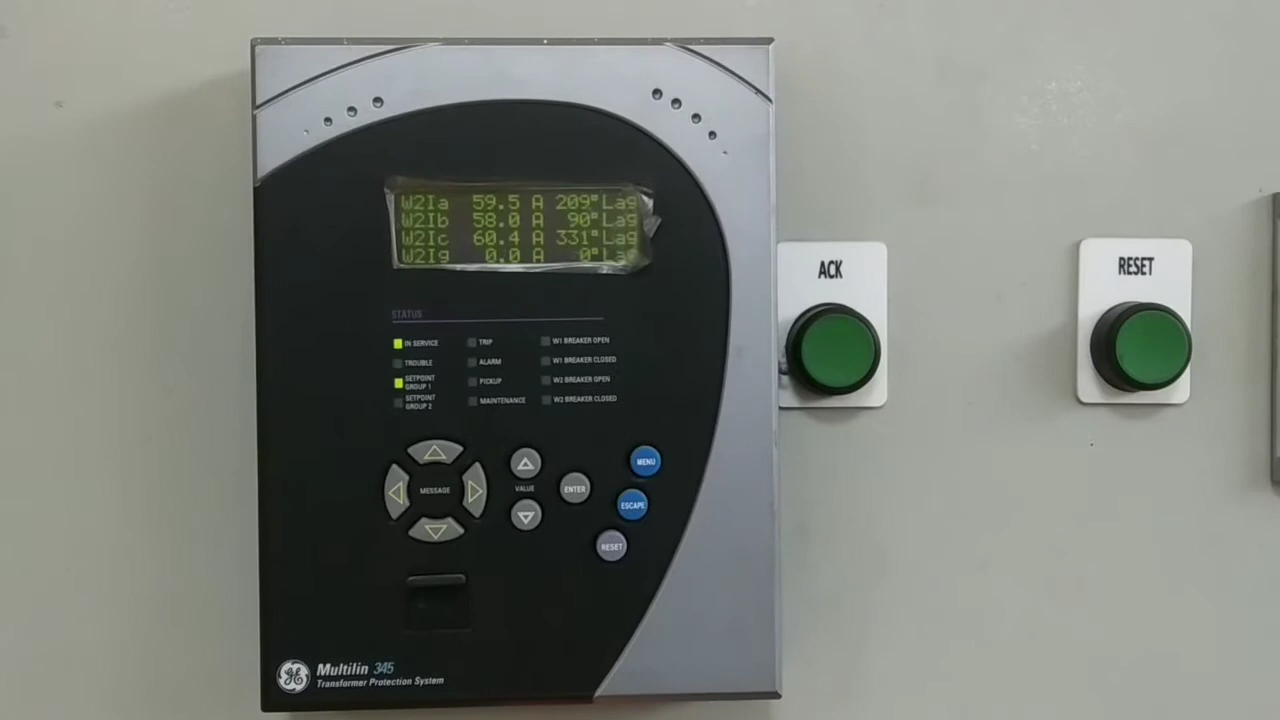 W2Ia 59.5 A 209° Lag
W2Ib 58.0 A 90° Lag
W2Ic 60.4 A 331° Lag
W2Ig 0.0 A 0° Lag
ACK
RESET
STATUS
IN SERVICE
TROUBLE
SETPOINT
GROUP 1
SETPOINT
GROUP 2
TRIP
ALARM
PICKUP
MAINTENANCE
W1 BREAKER OPEN
W1 BREAKER CLOSED
W2 BREAKER OPEN
W2 BREAKER CLOSED
MESSAGE
VALUE
ENTER
MENU
ESCAPE
RESET
GE
Multilin 345
Transformer Protection System